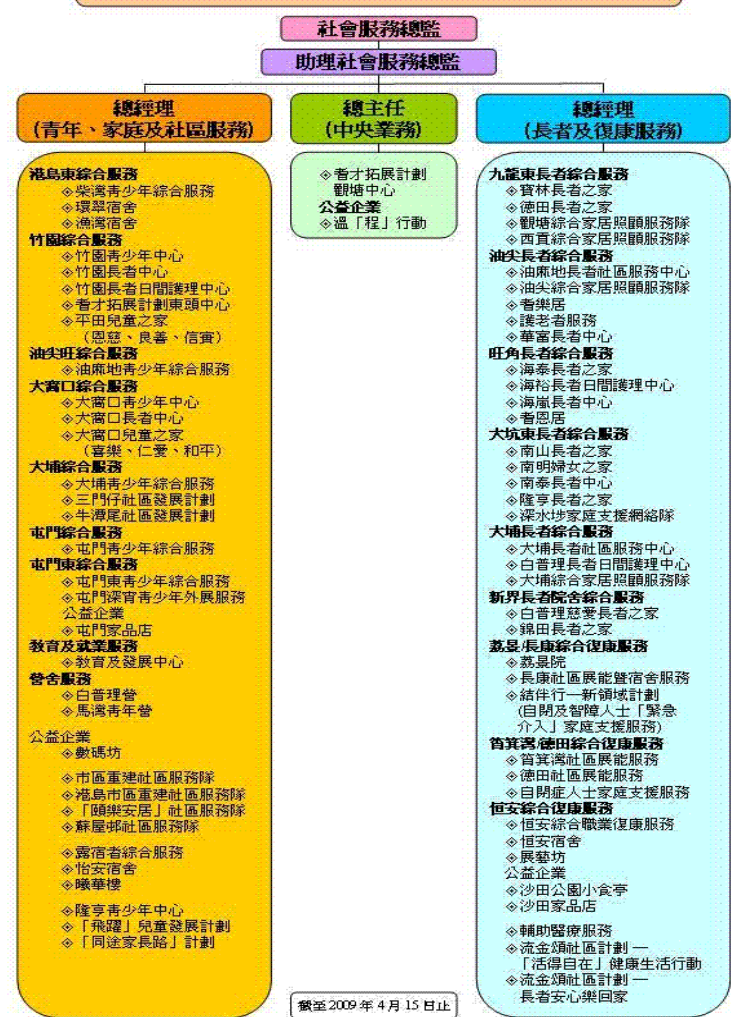 社會服務總監
助理社會服務總監
總經理
(青年、家庭及社區服務)
港島東綜合服務
◈柴灣青少年綜合服務
◈環翠宿舍
◈漁灣宿舍
竹園綜合服務
◈竹園青少年中心
◈竹園長者中心
◈竹園長者日間護理中心
◈耆才拓展計劃東頭中心
◈平田兒童之家
(恩慈、良善、信實)
油尖旺綜合服務
◈油麻地青少年綜合服務
大窩口綜合服務
◈大窩口青少年中心
◈大窩口長者中心
◈大窩口兒童之家
(喜樂、仁愛、和平)
大埔綜合服務
◈大埔青少年綜合服務
◈三門仔社區發展計劃
◈牛潭尾社區發展計劃
屯門綜合服務
◈屯門青少年綜合服務
屯門東綜合服務
◈屯門東青少年綜合服務
◈屯門深宵青少年外展服務
公益企業
◈屯門家品店
教育及就業服務
◈教育及發展中心
營舍服務
◈白普理營
◈馬灣青年營
公益企業
◈數碼坊
◈市區重建社區服務隊
◈港島市區重建社區服務隊
◈「頤樂安居」社區服務隊
◈蘇屋邨社區服務隊
◈露宿者綜合服務
◈怡安宿舍
◈曦華樓
◈隆亨青少年中心
◈「飛躍」兒童發展計劃
◈「同途家長路」計劃
總主任
(中央業務)
◈耆才拓展計劃
觀塘中心
公益企業
◈溫「程」行動
總經理
(長者及復康服務)
九龍東長者綜合服務
◈寶林長者之家
◈德田長者之家
◈觀塘綜合家居照顧服務隊
◈西貢綜合家居照顧服務隊
油尖長者綜合服務
◈油麻地長者社區服務中心
◈油尖綜合家居照顧服務隊
◈耆樂居
◈護老者服務
◈華富長者中心
旺角長者綜合服務
◈海泰長者之家
◈海裕長者日間護理中心
◈海嵐長者中心
◈耆恩居
大坑東長者綜合服務
◈南山長者之家
◈南明婦女之家
◈南泰長者中心
◈隆亨長者之家
◈深水埗家庭支援網絡隊
大埔長者綜合服務
◈大埔長者社區服務中心
◈白普理長者日間護理中心
◈大埔綜合家居照顧服務隊
新界長者院舍綜合服務
◈白普理慈愛長者之家
◈錦田長者之家
荔景/長康綜合復康服務
◈荔景院
◈長康社區展能暨宿舍服務
◈結伴行—新領域計劃
(自閉及智障人士「緊急
介入」家庭支援服務)
筲箕灣/德田綜合復康服務
◈筲箕灣社區展能服務
◈德田社區展能服務
◈自閉症人士家庭支援服務
恒安綜合復康服務
◈恒安綜合職業復康服務
◈恒安宿舍
◈展藝坊
公益企業
◈沙田公園小食亭
◈沙田家品店
◈輔助醫療服務
◈流金頌社區計劃 —
「活得自在」健康生活行動
◈流金頌社區計劃 —
長者安心樂回家
截至2009年4月15日止